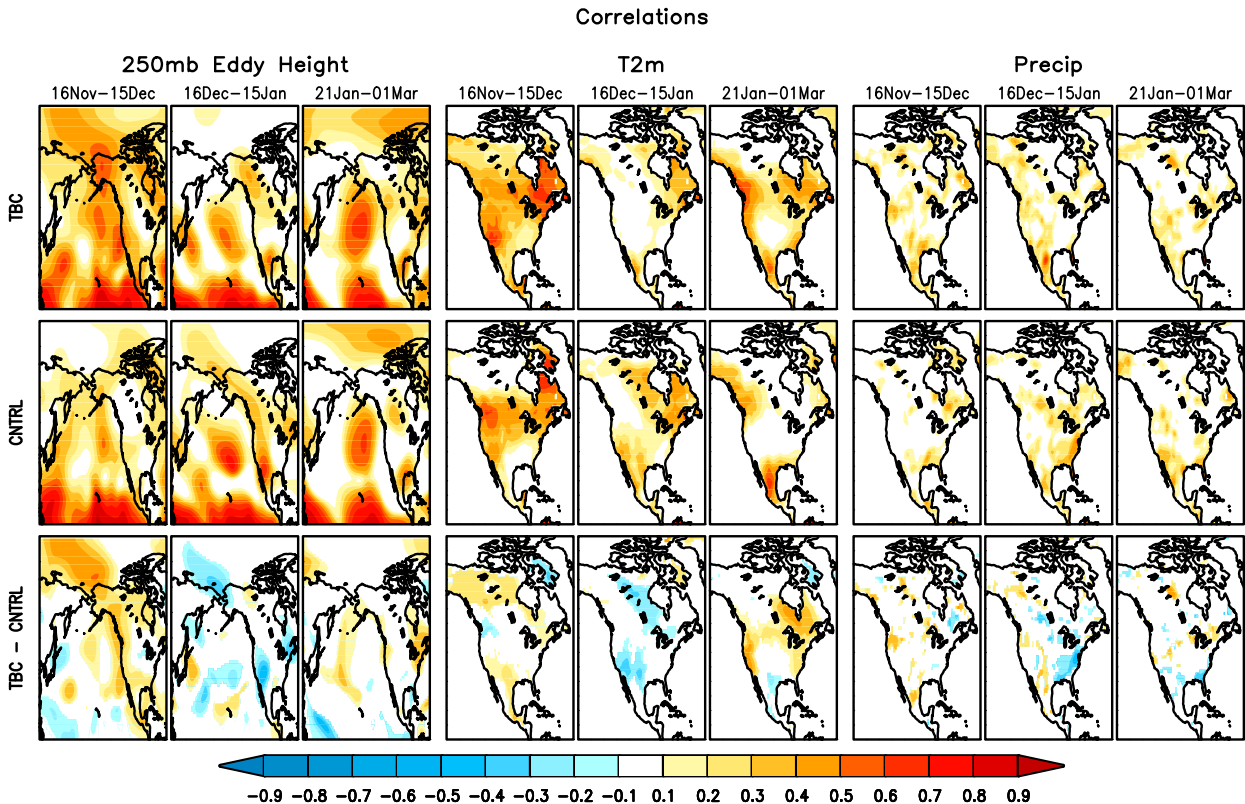 Correlations
250mb Eddy Height T2m Precip
16Nov-15Dec 16Dec-15Jan 21Jan-01Mar 16Nov-15Dec 16Dec-15Jan 21Jan-01Mar 16Nov-15Dec 16Dec-15Jan 21Jan-01Mar
TBC
CNTRL
TBC - CNTRL
-0.9 -0.8 -0.7 -0.6 -0.5 -0.4 -0.3 -0.2 -0.1 0.1 0.2 0.3 0.4 0.5 0.6 0.7 0.8 0.9